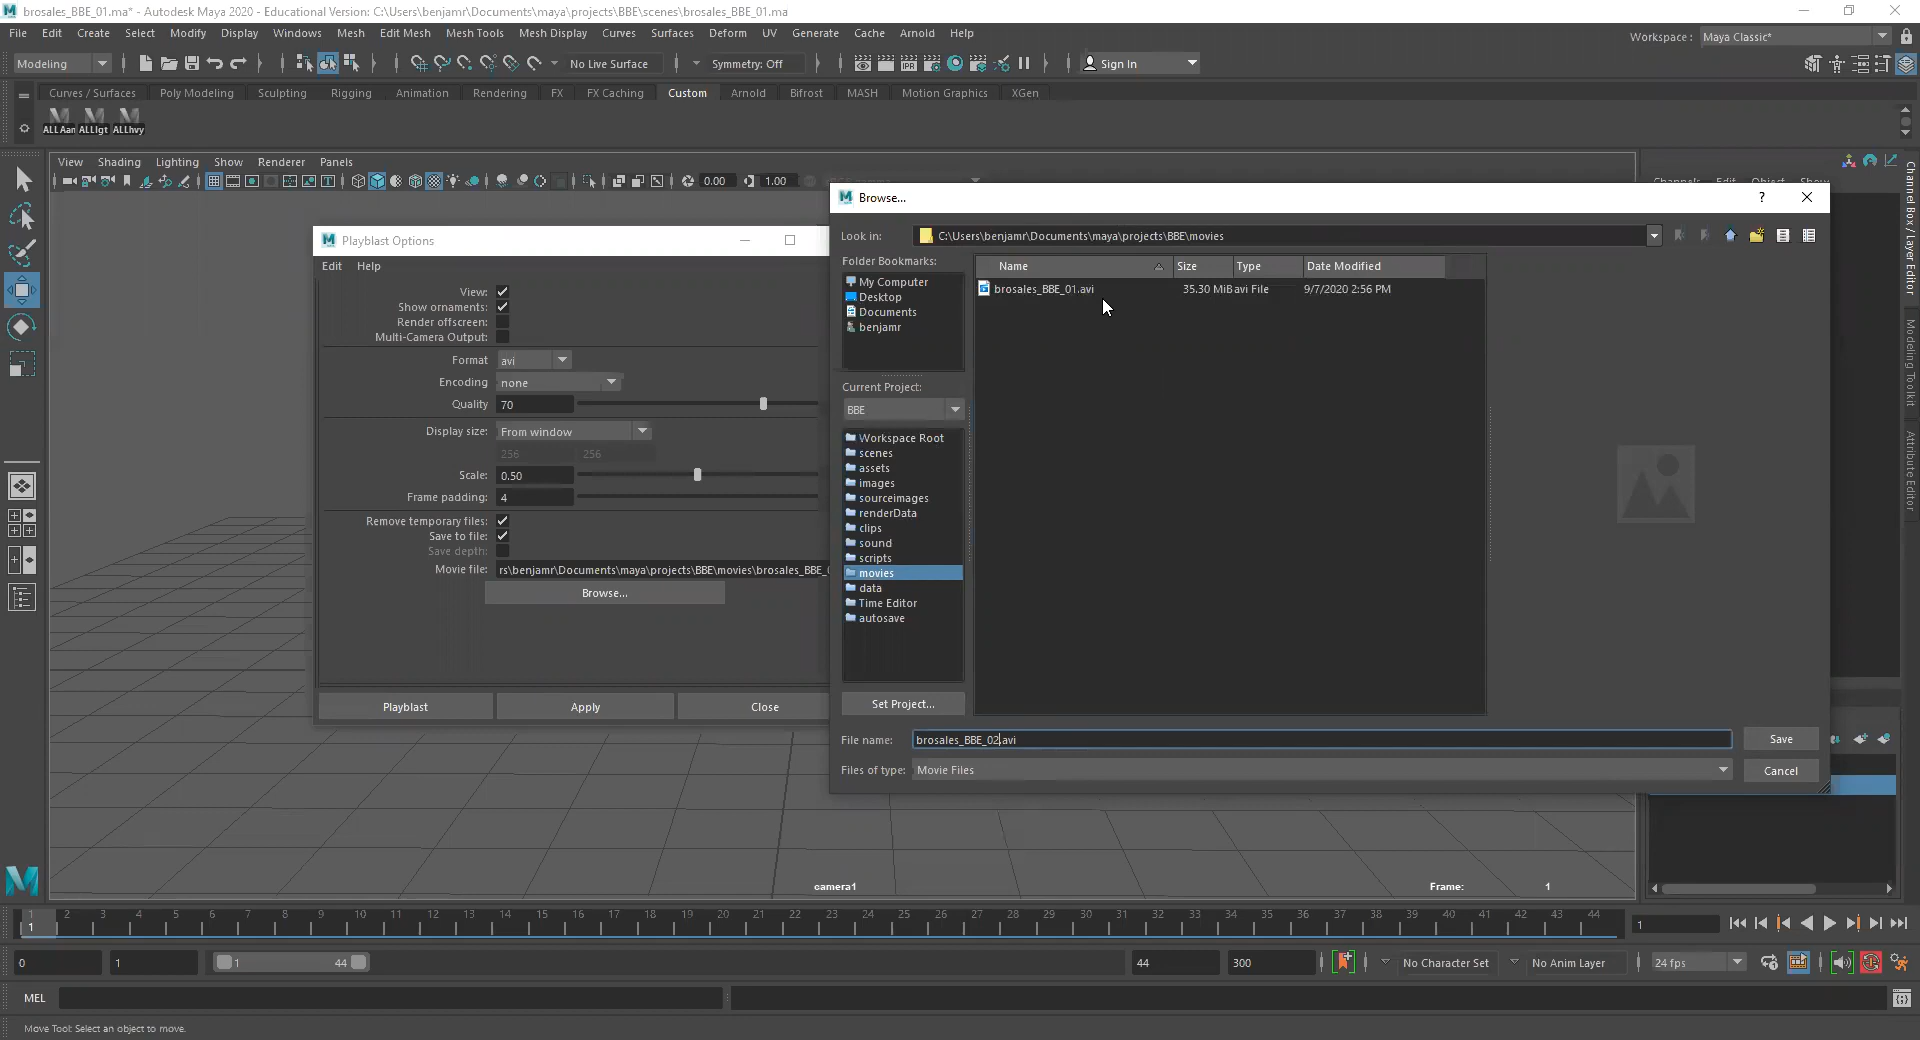 brosales_BBE_01.ma* - Autodesk Maya 2020 - Educational Version: C:\Users\benjamr\Documents\maya\projects\BBE\scenes\brosales_BBE_01.ma
File Edit Create Select Modify Display Windows Mesh Edit Mesh Mesh Tools Mesh Display Curves Surfaces Deform UV Generate Cache Arnold Help
Workspace : Maya Classic*
Modeling No Live Surface Symmetry: Off Sign In
Curves / Surfaces Poly Modeling Sculpting Rigging Animation Rendering FX FX Caching Custom Arnold Bifrost MASH Motion Graphics XGen
ALLlgt ALLhvy
View Shading Lighting Show Renderer Panels
0.00 1.00
Channels Edit Object Show
Channel Box / Layer Editor
Modeling Toolkit
Attribute Editor
Playblast Options
Edit Help
View:
Show ornaments:
Render offscreen:
Multi-Camera Output:
Format avi
Encoding none
Quality 70
Display size: From window
256 256
Scale: 0.50
Frame padding: 4
Remove temporary files:
Save to file:
Save depth:
Movie file: rs\benjamr\Documents\maya\projects\BBE\movies\brosales_BBE_
Browse...
Playblast Apply Close
Browse...
?
Look in: C:\Users\benjamr\Documents\maya\projects\BBE\movies
Folder Bookmarks:
My Computer
Desktop
Documents
benjamr
Name Size Type Date Modified
brosales_BBE_01.avi 35.30 MiB avi File 9/7/2020 2:56 PM
Current Project:
BBE
Workspace Root
scenes
assets
images
sourceimages
renderData
clips
sound
scripts
movies
data
Time Editor
autosave
Set Project...
File name: brosales_BBE_02.avi Save
Files of type: Movie Files Cancel
camera1 Frame: 1
1 2 3 4 5 6 7 8 9 10 11 12 13 14 15 16 17 18 19 20 21 22 23 24 25 26 27 28 29 30 31 32 33 34 35 36 37 38 39 40 41 42 43 44
1 1
0 1 1 44 44 300 No Character Set No Anim Layer 24 fps
MEL
Move Tool: Select an object to move.